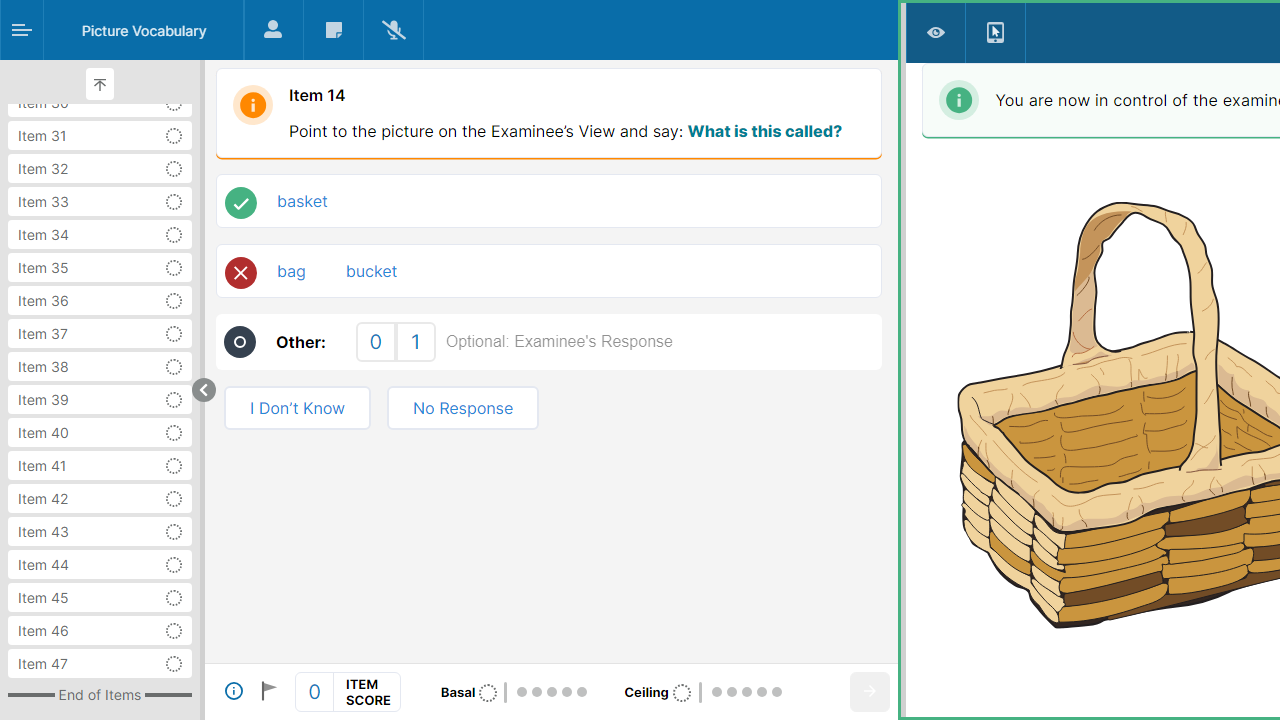 Picture Vocabulary
Item 30
Item 31
Item 32
Item 33
Item 34
Item 35
Item 36
Item 37
Item 38
Item 39
Item 40
Item 41
Item 42
Item 43
Item 44
Item 45
Item 46
Item 47
End of Items
Item 14
Point to the picture on the Examinee’s View and say: What is this called?
basket
bag bucket
Other: 0 1 Optional: Examinee's Response
I Don’t Know No Response
0 ITEM SCORE Basal Ceiling
You are now in control of the examin